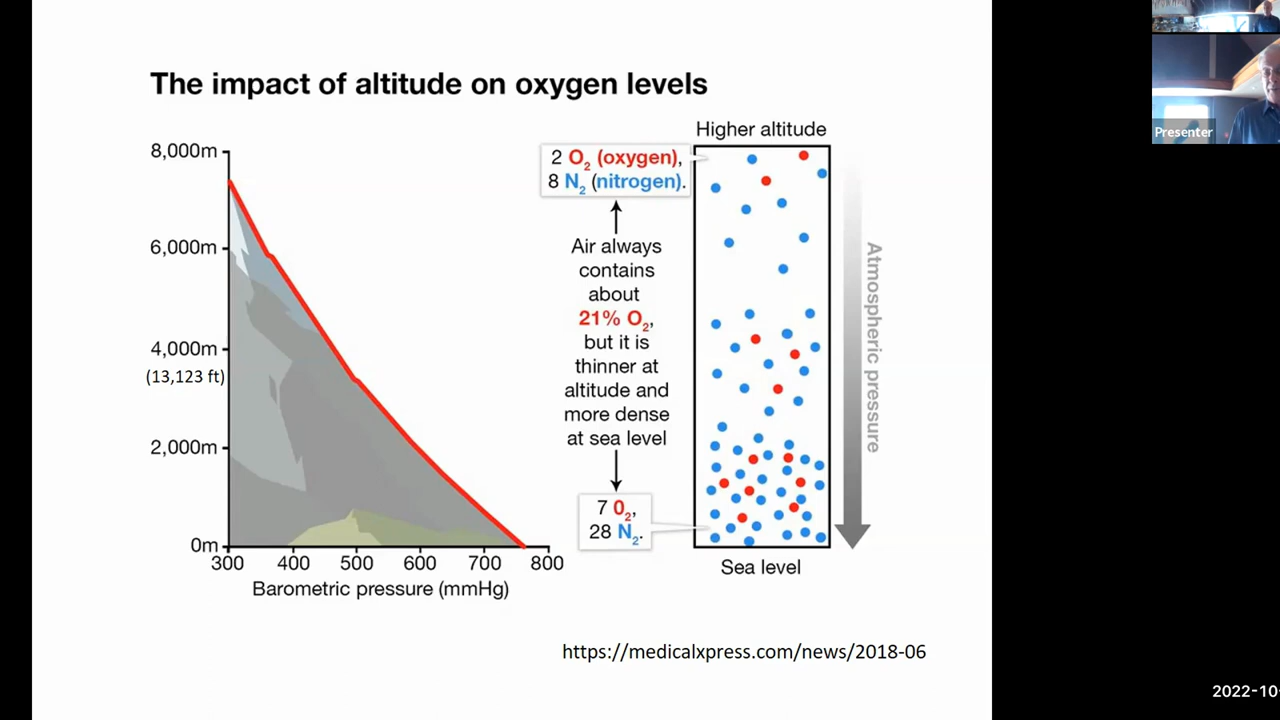 The impact of altitude on oxygen levels
8,000m
6,000m
4,000m
(13,123 ft)
2,000m
0m
300 400 500 600 700 800
Barometric pressure (mmHg)
2 O₂ (oxygen),
8 N₂ (nitrogen).
Air always
contains
about
21% O₂,
but it is
thinner at
altitude and
more dense
at sea level
7 0₂,
28 N₂.
Higher altitude
Sea level
Atmospheric pressure
https://medicalxpress.com/news/2018-06
Presenter
2022-10-